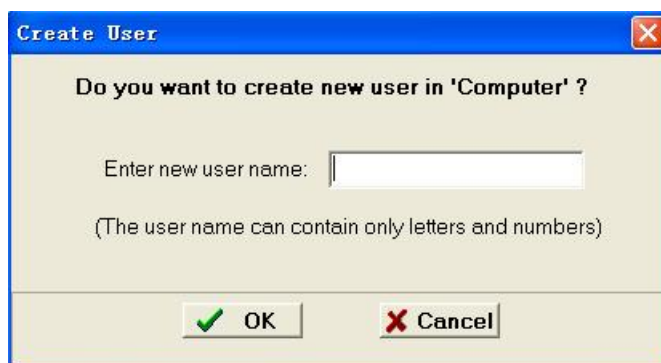 Create User
Do you want to create new user in 'Computer' ?
Enter new user name:
(The user name can contain only letters and numbers)
OK
Cancel